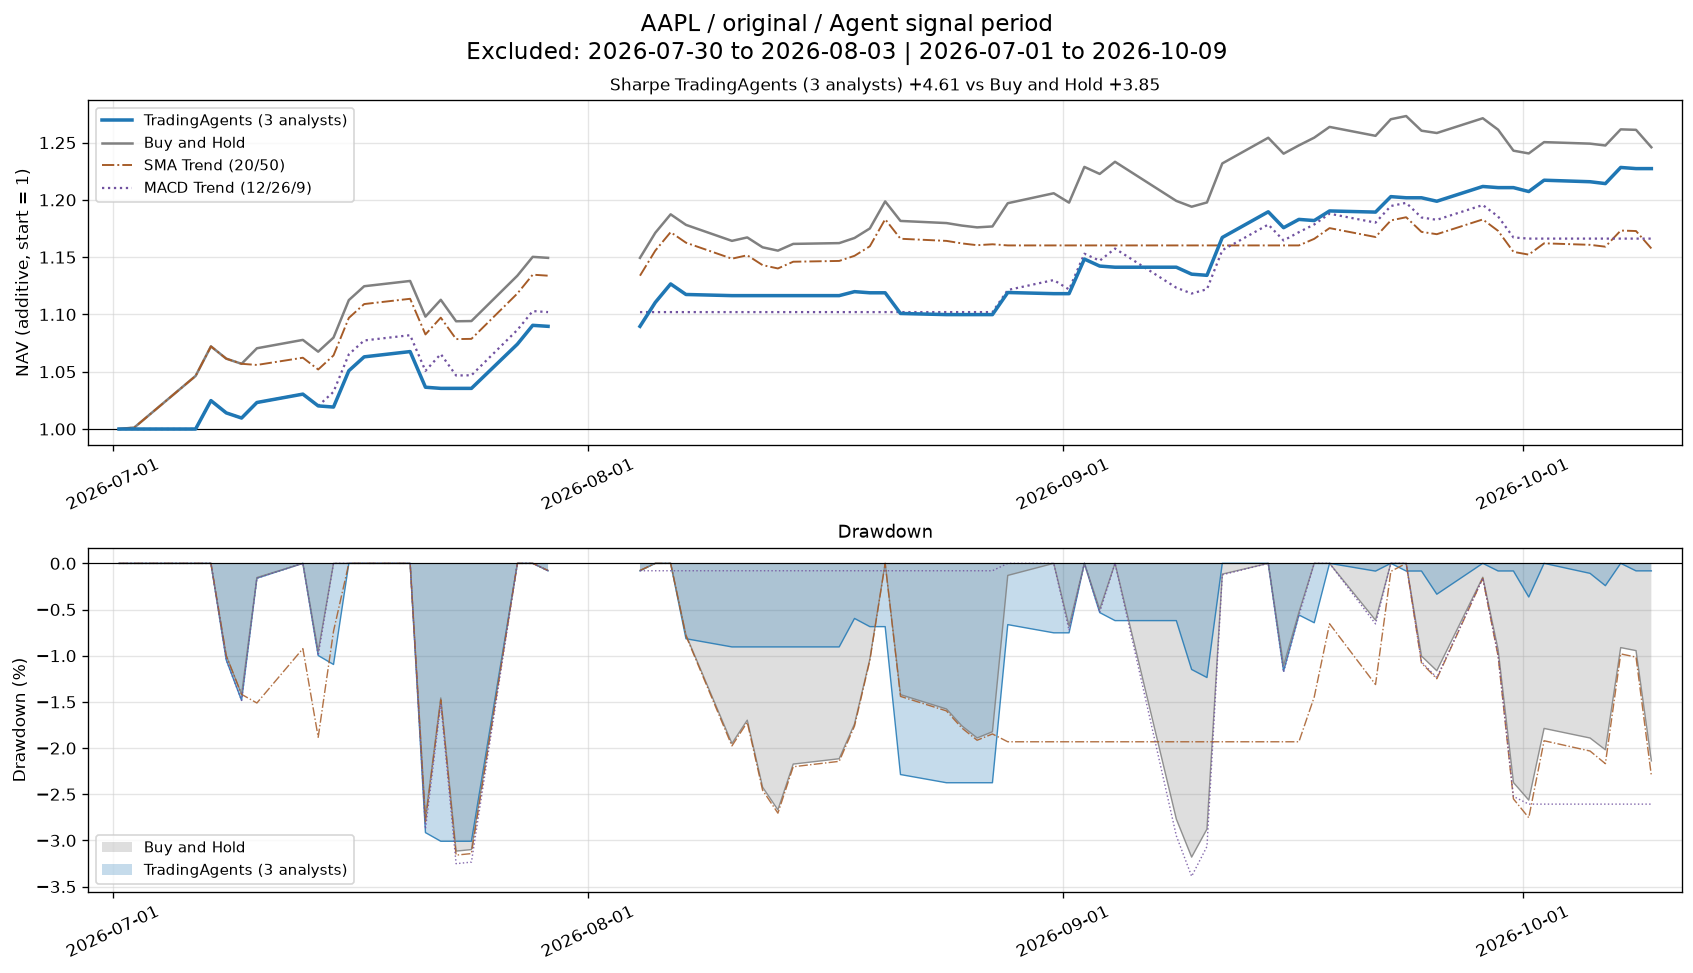 AAPL / original / Agent signal period
Excluded: 2026-07-30 to 2026-08-03 | 2026-07-01 to 2026-10-09
Sharpe TradingAgents (3 analysts) +4.61 vs Buy and Hold +3.85
TradingAgents (3 analysts)
Buy and Hold
SMA Trend (20/50)
MACD Trend (12/26/9)
NAV (additive, start = 1)
1.25
1.20
1.15
1.10
1.05
1.00
2026-07-01
2026-08-01
2026-09-01
2026-10-01
Drawdown
Drawdown (%)
0.0
−0.5
−1.0
−1.5
−2.0
−2.5
−3.0
−3.5
Buy and Hold
TradingAgents (3 analysts)
2026-07-01
2026-08-01
2026-09-01
2026-10-01